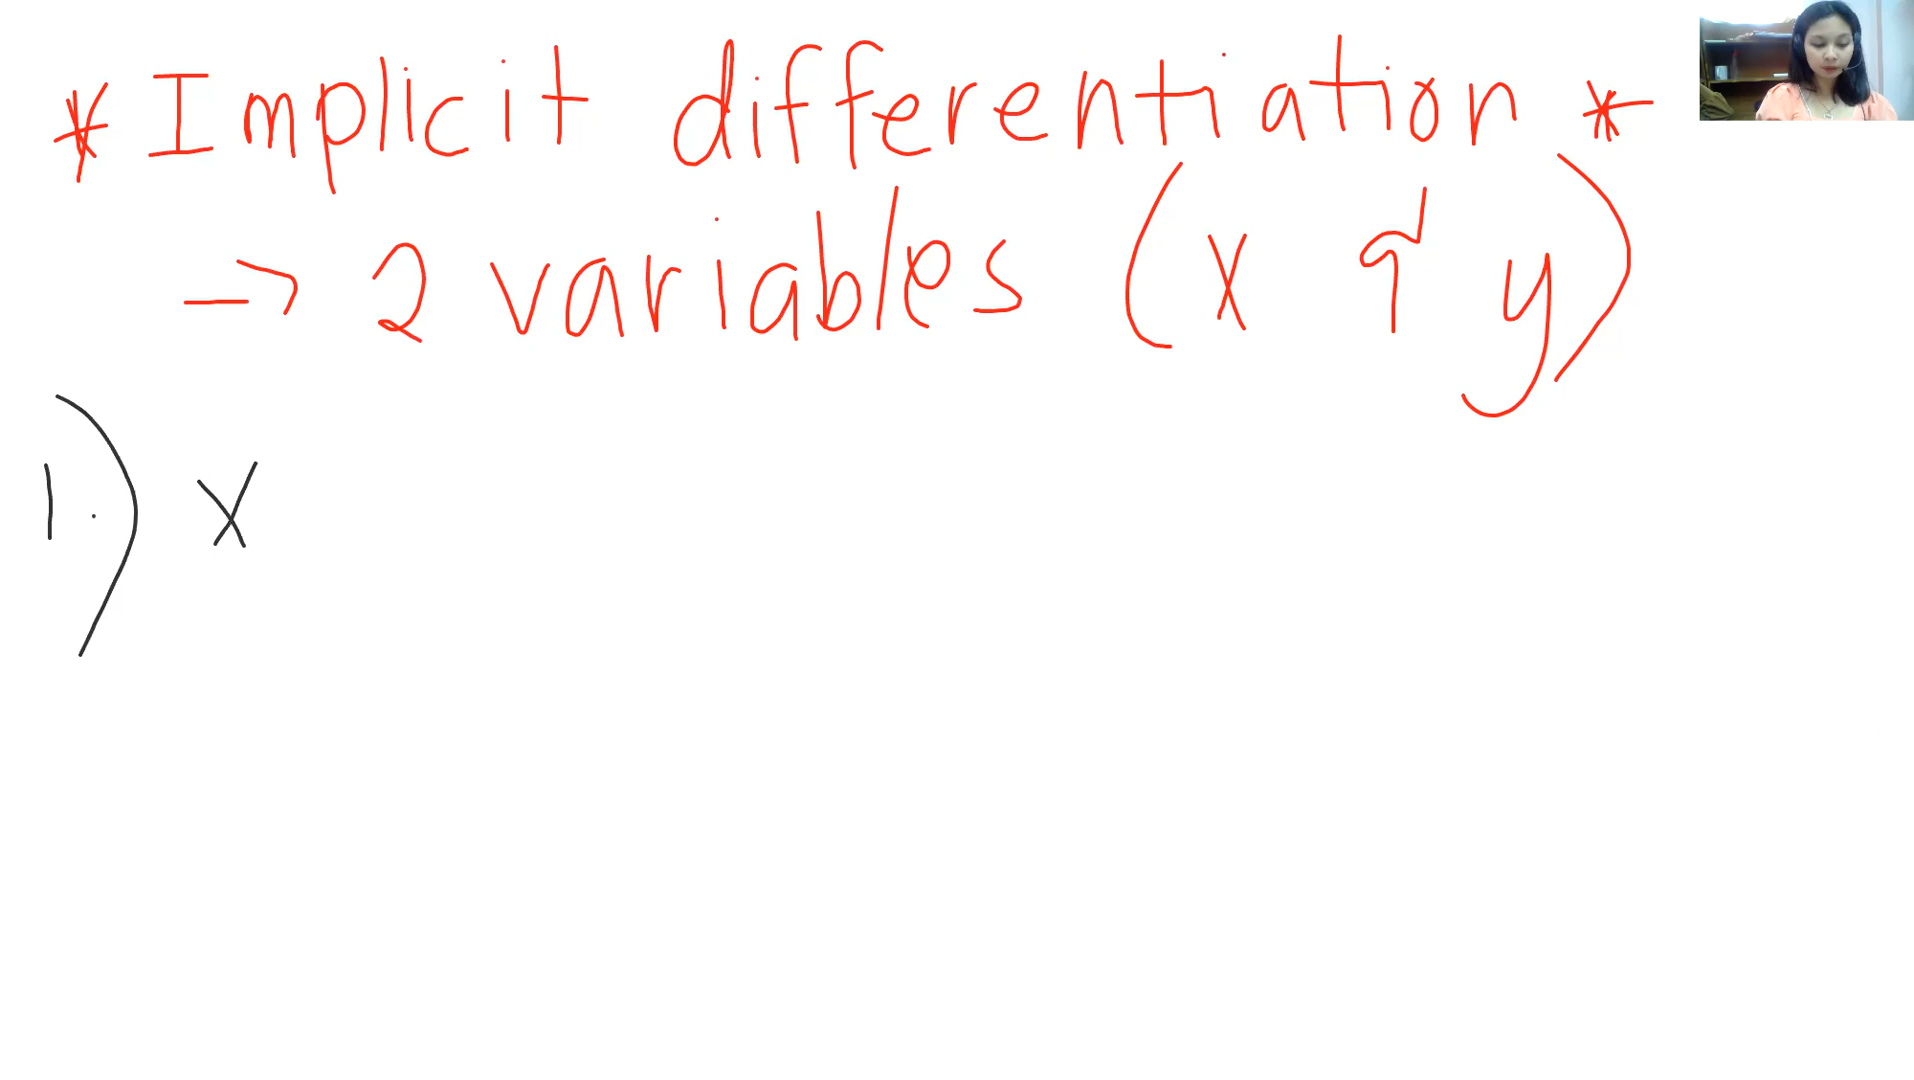 * Implicit differentiation *
→ 2 variables (x & y)
1.) x